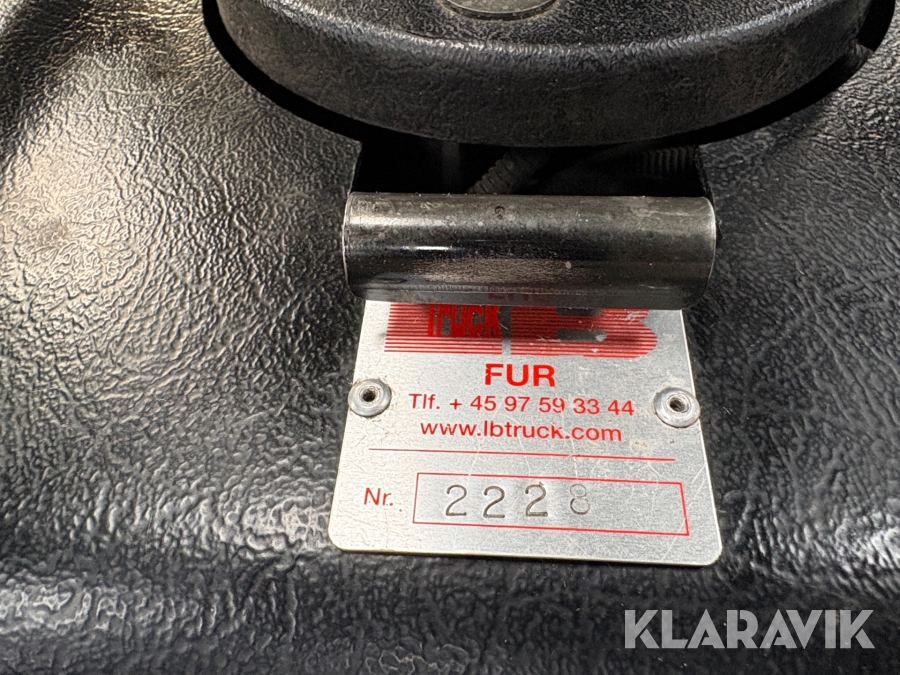 Truck
FUR
Tlf. + 45 97 59 33 44
www.lbtruck.com
Nr. 2228
KLARAVIK